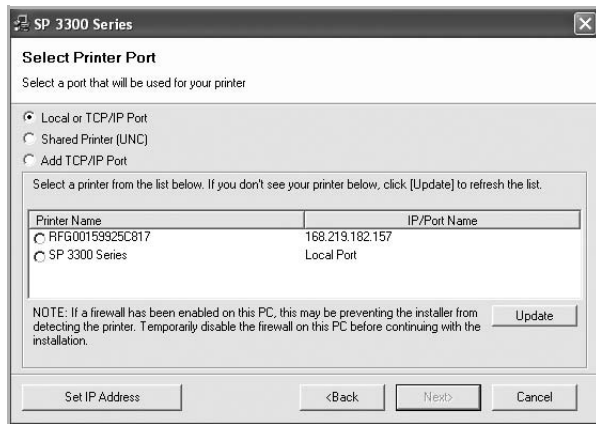 SP 3300 Series
Select Printer Port
Select a port that will be used for your printer
Local or TCP/IP Port
Shared Printer (UNC)
Add TCP/IP Port
Select a printer from the list below. If you don't see your printer below, click [Update] to refresh the list.
Printer Name IP/Port Name
RFG00159925C817 168.219.182.157
SP 3300 Series Local Port
NOTE: If a firewall has been enabled on this PC, this may be preventing the installer from
detecting the printer. Temporarily disable the firewall on this PC before continuing with the
installation.
Update
Set IP Address <Back Next> Cancel